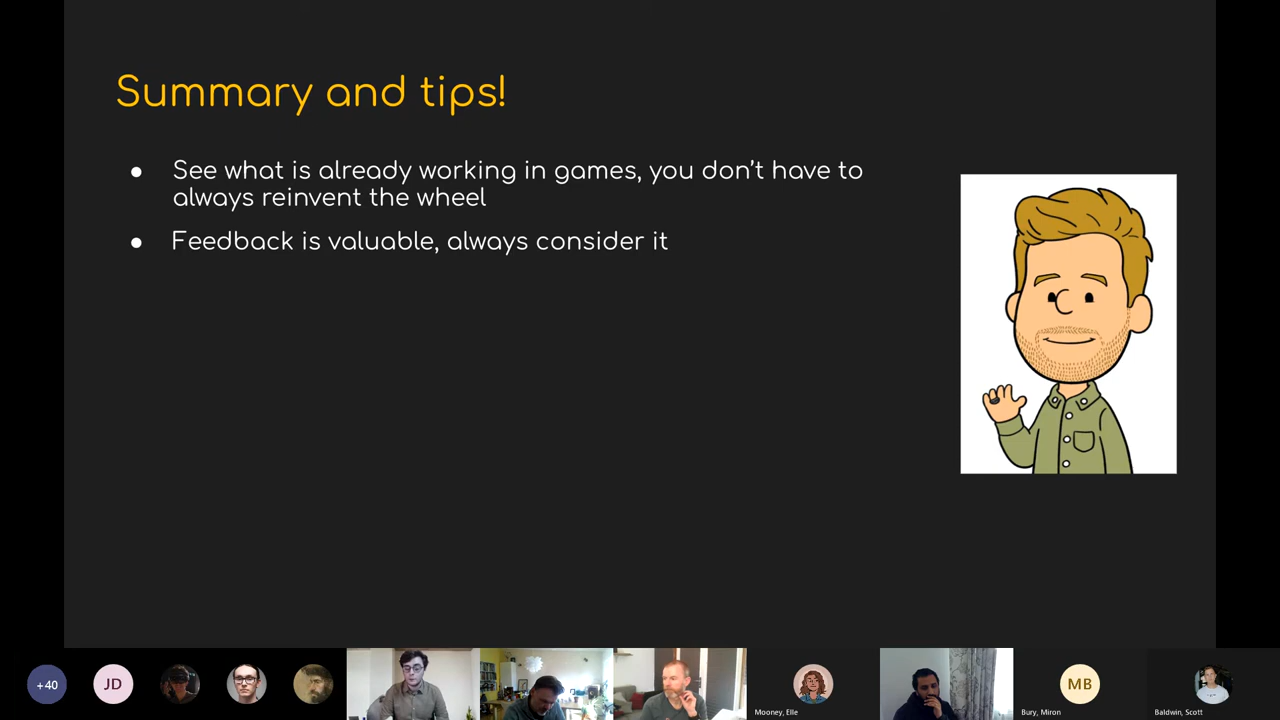 Summary and tips!
● See what is already working in games, you don't have to
always reinvent the wheel
● Feedback is valuable, always consider it
+40
JD
Mooney, Elle
MB
Bury, Miron
Baldwin, Scott